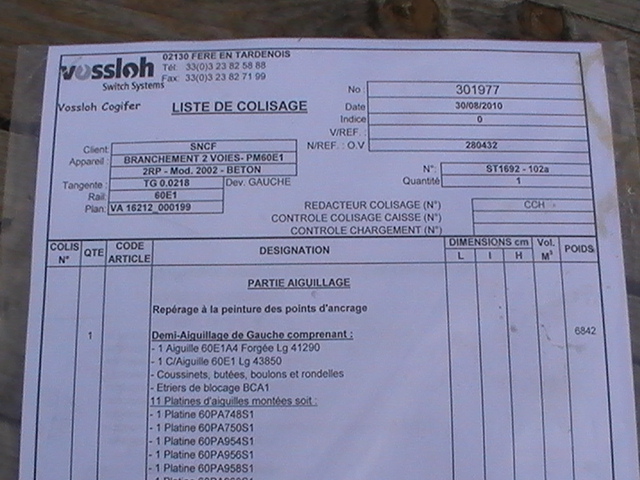 vossloh
Switch Systems
Vossloh Cogifer
02130 FERE EN TARDENOIS
Tél: 33(0)3 23 82 58 88
Fax: 33(0)3 23 82 71 99
LISTE DE COLISAGE
No : 301977
Date 30/08/2010
Indice 0
V/REF. :
N/REF. : O.V 280432
Client: SNCF
Appareil : BRANCHEMENT 2 VOIES- PM60E1
2RP - Mod. 2002 - BETON
Tangente : TG 0.0218 Dev. GAUCHE
Rail: 60E1
Plan: VA 16212_000199
N°: ST1692 - 102a
Quantité 1
REDACTEUR COLISAGE (N°) CCH
CONTROLE COLISAGE CAISSE (N°)
CONTROLE CHARGEMENT (N°)
COLIS N° QTE CODE ARTICLE DESIGNATION DIMENSIONS cm L l H Vol. M³ POIDS
PARTIE AIGUILLAGE
Repérage à la peinture des points d'ancrage
1 Demi-Aiguillage de Gauche comprenant : 6842
- 1 Aiguille 60E1A4 Forgée Lg 41290
- 1 C/Aiguille 60E1 Lg 43850
- Coussinets, butées, boulons et rondelles
- Etriers de blocage BCA1
11 Platines d'aiguilles montées soit :
- 1 Platine 60PA748S1
- 1 Platine 60PA750S1
- 1 Platine 60PA954S1
- 1 Platine 60PA956S1
- 1 Platine 60PA958S1